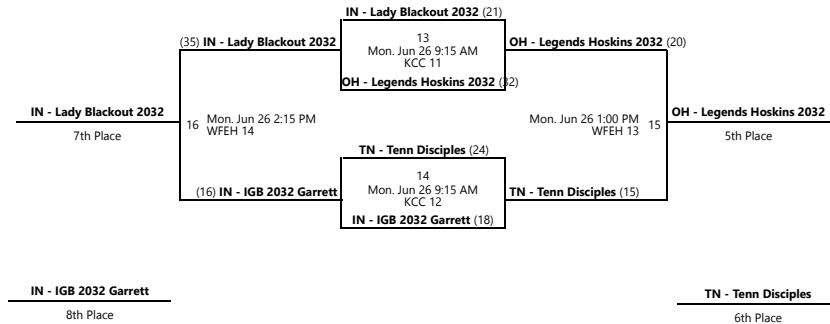 IN - Lady Blackout 2032 (21)
(35) IN - Lady Blackout 2032
13
Mon. Jun 26 9:15 AM
KCC 11
OH - Legends Hoskins 2032 (20)
OH - Legends Hoskins 2032 (32)
IN - Lady Blackout 2032
7th Place
16 Mon. Jun 26 2:15 PM
WFEH 14
Mon. Jun 26 1:00 PM 15
WFEH 13
OH - Legends Hoskins 2032
5th Place
TN - Tenn Disciples (24)
14
Mon. Jun 26 9:15 AM
KCC 12
(16) IN - IGB 2032 Garrett
TN - Tenn Disciples (15)
IN - IGB 2032 Garrett (18)
IN - IGB 2032 Garrett
8th Place
TN - Tenn Disciples
6th Place